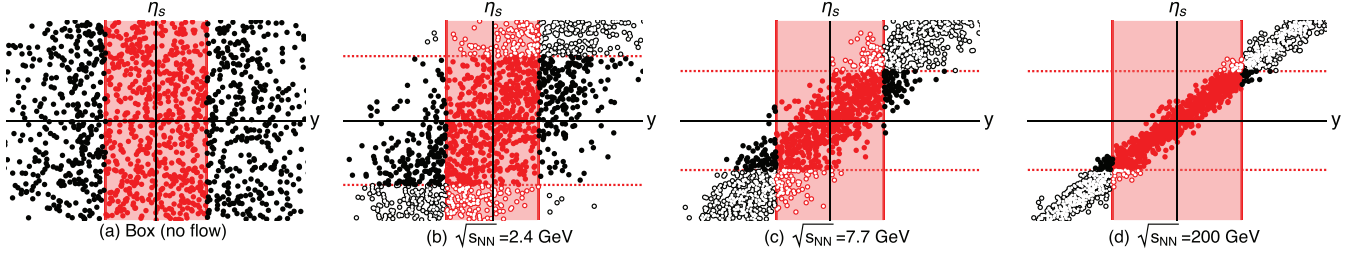 ηs ηs ηs ηs
y y y y
(a) Box (no flow) (b) √sNN =2.4 GeV (c) √sNN =7.7 GeV (d) √sNN =200 GeV